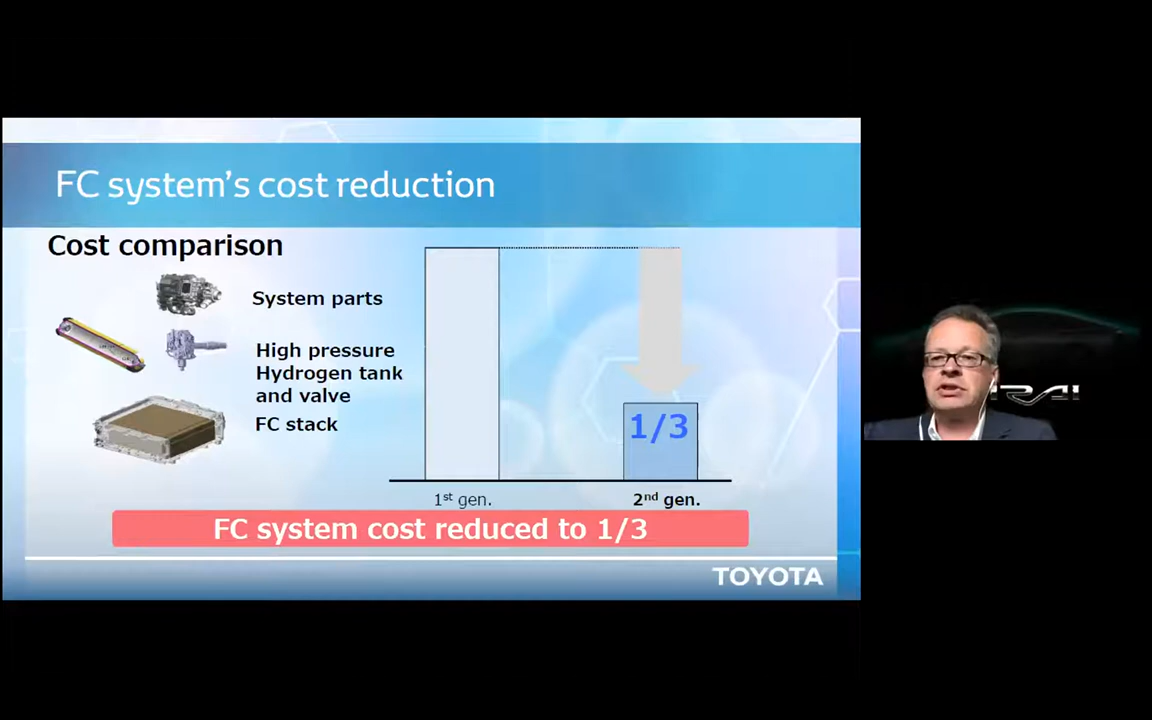 FC system's cost reduction
Cost comparison
System parts
High pressure
Hydrogen tank
and valve
FC stack
1/3
1st gen.
2nd gen.
FC system cost reduced to 1/3
TOYOTA